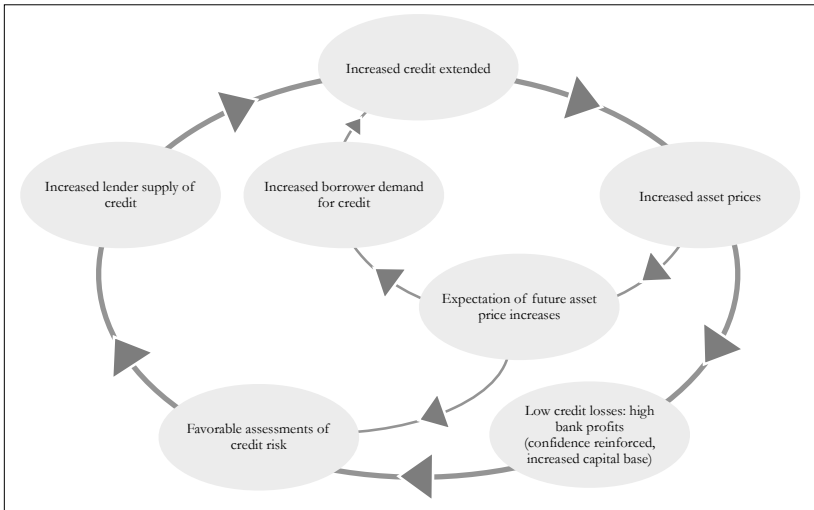 Increased credit extended
Increased lender supply of
credit
Increased borrower demand
for credit
Increased asset prices
Expectation of future asset
price increases
Favorable assessments of
credit risk
Low credit losses: high
bank profits
(confidence reinforced,
increased capital base)